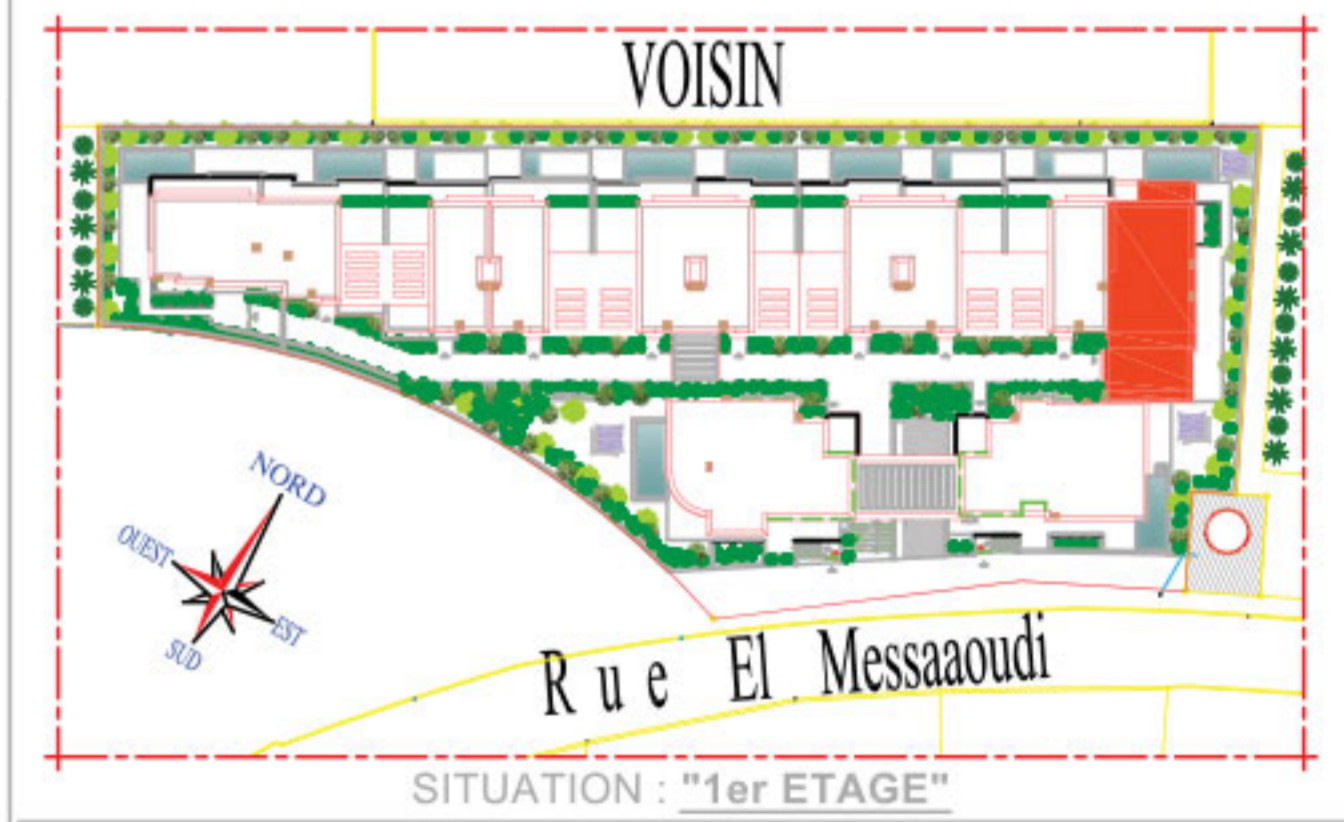 VOISIN
NORD
OUEST
EST
SUD
Rue El Messaaoudi
SITUATION : "1er ETAGE"